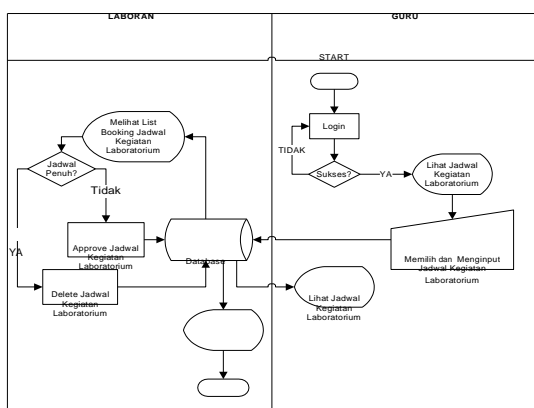 LABORAN
GURU
START
Login
TIDAK
Sukses?
YA
Lihat Jadwal
Kegiatan
Laboratorium
Memilih dan Menginput
Jadwal Kegiatan
Laboratorium
Melihat List
Booking Jadwal
Kegiatan
Laboratorium
Jadwal
Penuh?
Tidak
YA
Approve Jadwal
Kegiatan
Laboratorium
Delete Jadwal
Kegiatan
Laboratorium
Database
Lihat Jadwal
Kegiatan
Laboratorium